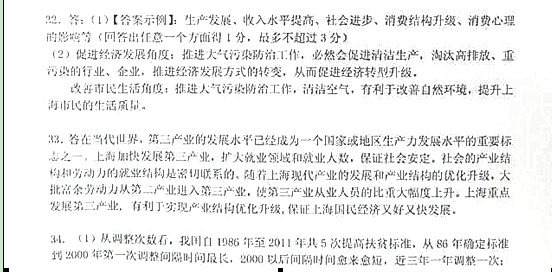 32. 答:(1)【答案示例】:生产发展、收入水平提高、社会进步、消费结构升级、消费心理
的影响等(回答出任意一个方面得1分,最多不超过3分)
(2)促进经济发展角度:推进大气污染防治工作,必然会促进清洁生产,淘汰高排放、重
污染的行业、企业,推进经济发展方式的转变,从而促进经济转型升级。
改善市民生活角度:推进大气污染防治工作,清洁空气,有利于改善自然环境,提升上
海市民的生活质量。
33. 答在当代世界,第三产业的发展水平已经成为一个国家或地区生产力发展水平的重要标
志之一。上海加快发展第三产业,扩大就业领域和就业人数,保证社会安定。社会的产业结
构和劳动力的就业结构是密切联系的。随着上海现代产业的发展和产业结构的优化升级,大
批富余劳动力从第二产业进入第三产业,使第三产业从业人员的比重大幅度上升。上海重点
发展第三产业,有利于实现产业结构优化升级,保证上海国民经济又好又快发展。
34. (1)从调整次数看,我国自1986年至2011年共5次提高扶贫标准,从86年确定标准
到2000年第一次调整间隔时间最长,2000以后间隔时间愈来愈短,近三年一年调整一次;